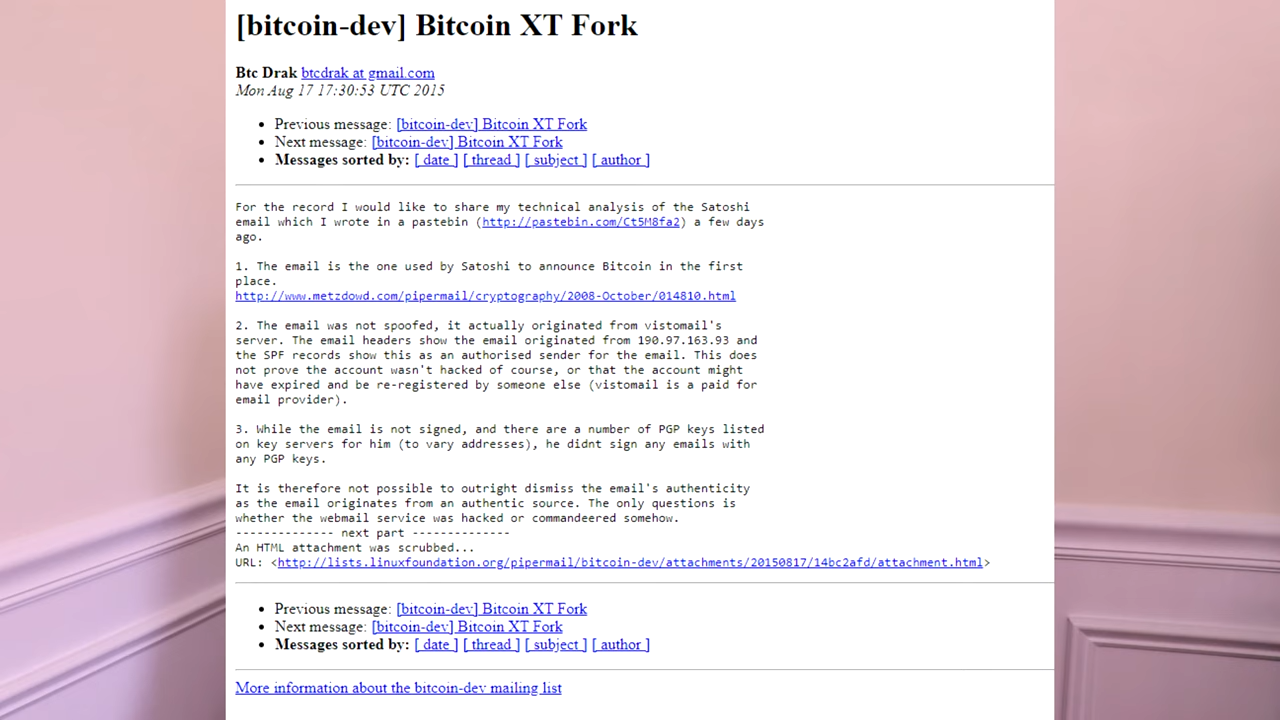 [bitcoin-dev] Bitcoin XT Fork
Btc Drak btcdrak at gmail.com
Mon Aug 17 17:30:53 UTC 2015
• Previous message: [bitcoin-dev] Bitcoin XT Fork
• Next message: [bitcoin-dev] Bitcoin XT Fork
• Messages sorted by: [ date ] [ thread ] [ subject ] [ author ]
For the record I would like to share my technical analysis of the Satoshi
email which I wrote in a pastebin (http://pastebin.com/Ct5M8fa2) a few days
ago.
1. The email is the one used by Satoshi to announce Bitcoin in the first
place.
http://www.metzdowd.com/pipermail/cryptography/2008-October/014810.html
2. The email was not spoofed, it actually originated from vistomail's
server. The email headers show the email originated from 190.97.163.93 and
the SPF records show this as an authorised sender for the email. This does
not prove the account wasn't hacked of course, or that the account might
have expired and be re-registered by someone else (vistomail is a paid for
email provider).
3. While the email is not signed, and there are a number of PGP keys listed
on key servers for him (to vary addresses), he didnt sign any emails with
any PGP keys.
It is therefore not possible to outright dismiss the email's authenticity
as the email originates from an authentic source. The only questions is
whether the webmail service was hacked or commandeered somehow.
-------------- next part --------------
An HTML attachment was scrubbed...
URL: <http://lists.linuxfoundation.org/pipermail/bitcoin-dev/attachments/20150817/14bc2afd/attachment.html>
• Previous message: [bitcoin-dev] Bitcoin XT Fork
• Next message: [bitcoin-dev] Bitcoin XT Fork
• Messages sorted by: [ date ] [ thread ] [ subject ] [ author ]
More information about the bitcoin-dev mailing list